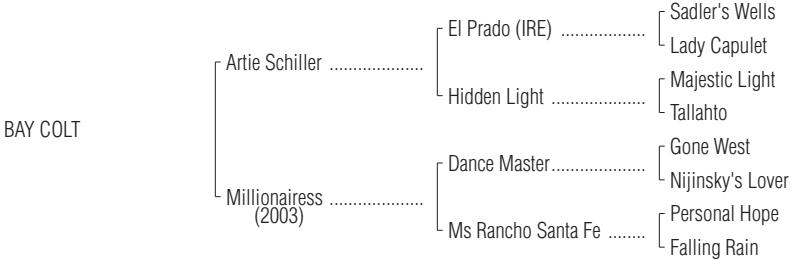 Sadler's Wells
El Prado (IRE) ..................
Lady Capulet
Artie Schiller ....................
Majestic Light
Hidden Light ....................
Tallahto
BAY COLT
Gone West
Dance Master....................
Nijinsky's Lover
Millionairess ....................
(2003)
Personal Hope
Ms Rancho Santa Fe ........
Falling Rain